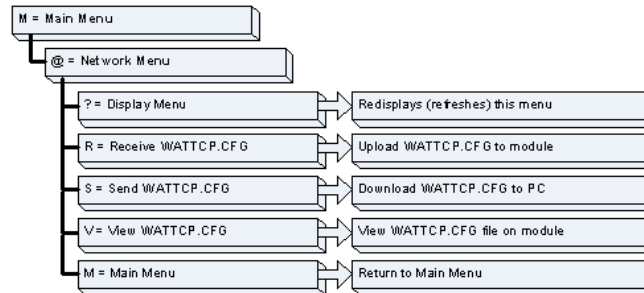 M = Main Menu
@ = Network Menu
? = Display Menu
Redisplays (refreshes) this menu
R = Receive WATTCP.CFG
Upload WATTCP.CFG to module
S = Send WATTCP.CFG
Download WATTCP.CFG to PC
V = View WATTCP.CFG
View WATTCP.CFG file on module
M = Main Menu
Return to Main Menu